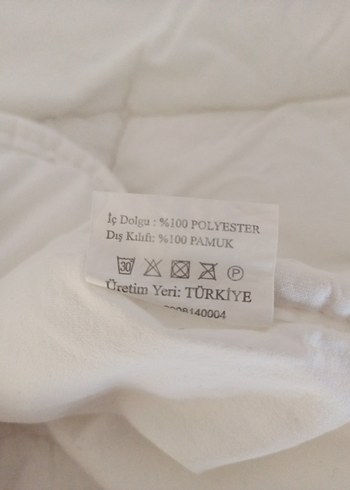 İç Dolgu : %100 POLYESTER
Dış Kılıfı: %100 PAMUK
30 P
Üretim Yeri: TÜRKİYE